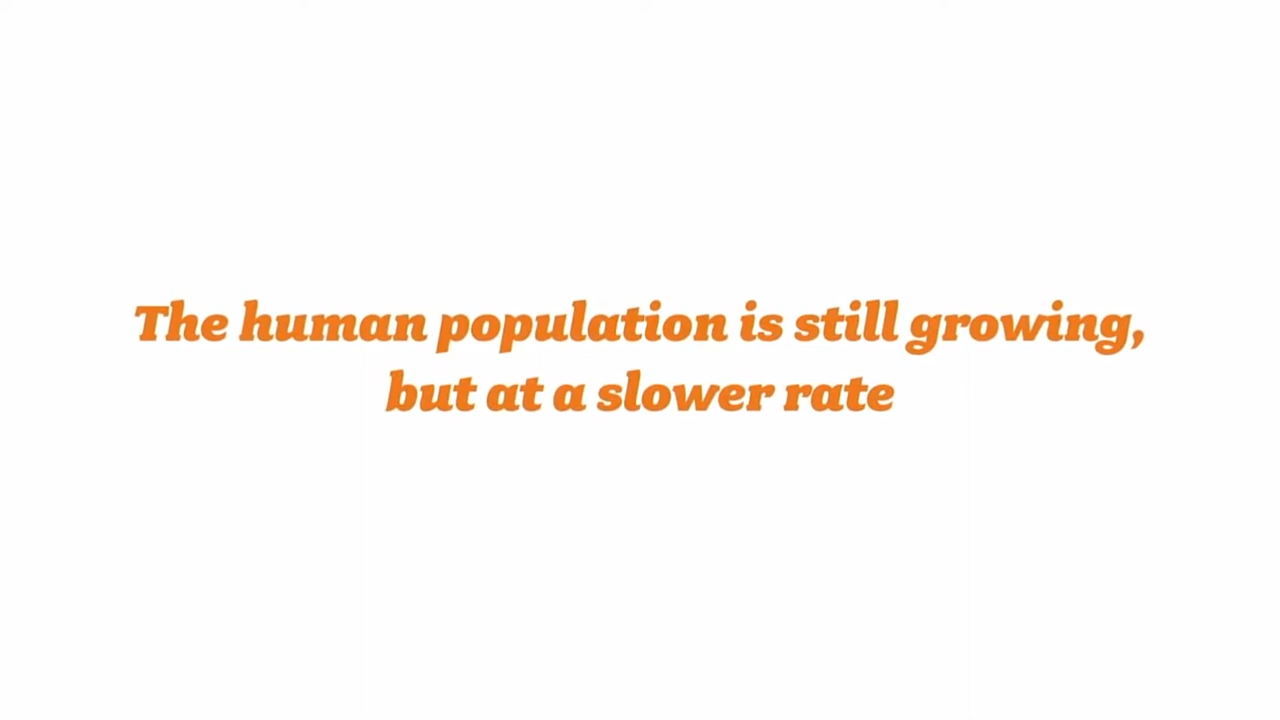 The human population is still growing,
but at a slower rate